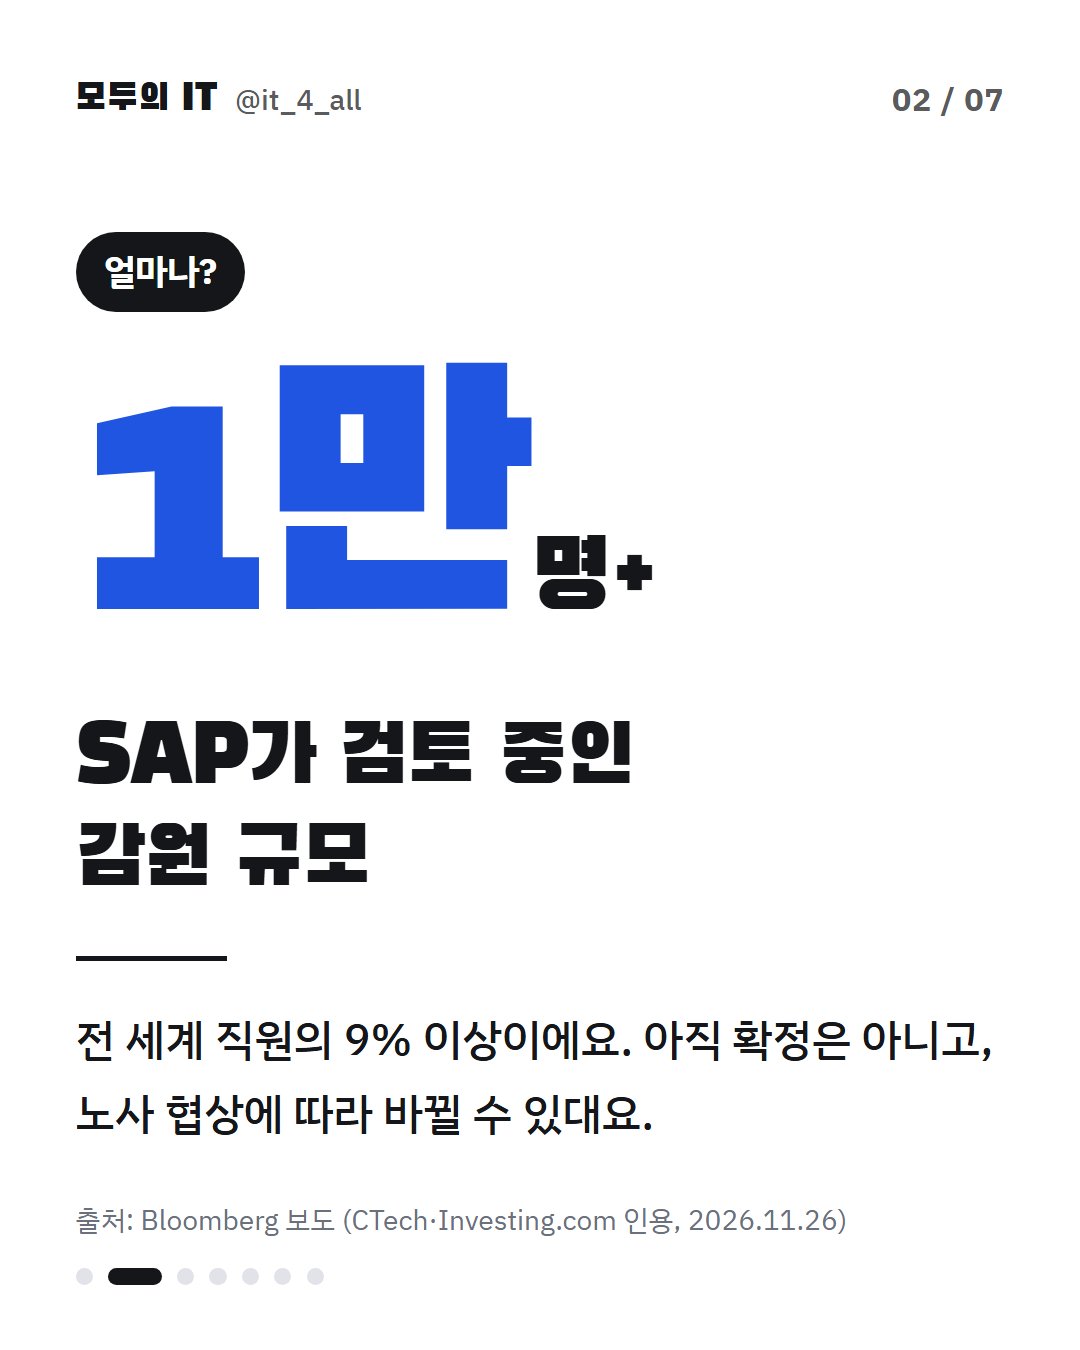 모두의 IT @it_4_all
02 / 07
얼마나?
1만명+
SAP가 검토 중인
감원 규모
전 세계 직원의 9% 이상이에요. 아직 확정은 아니고,
노사 협상에 따라 바뀔 수 있대요.
출처: Bloomberg 보도 (CTech·Investing.com 인용, 2026.11.26)